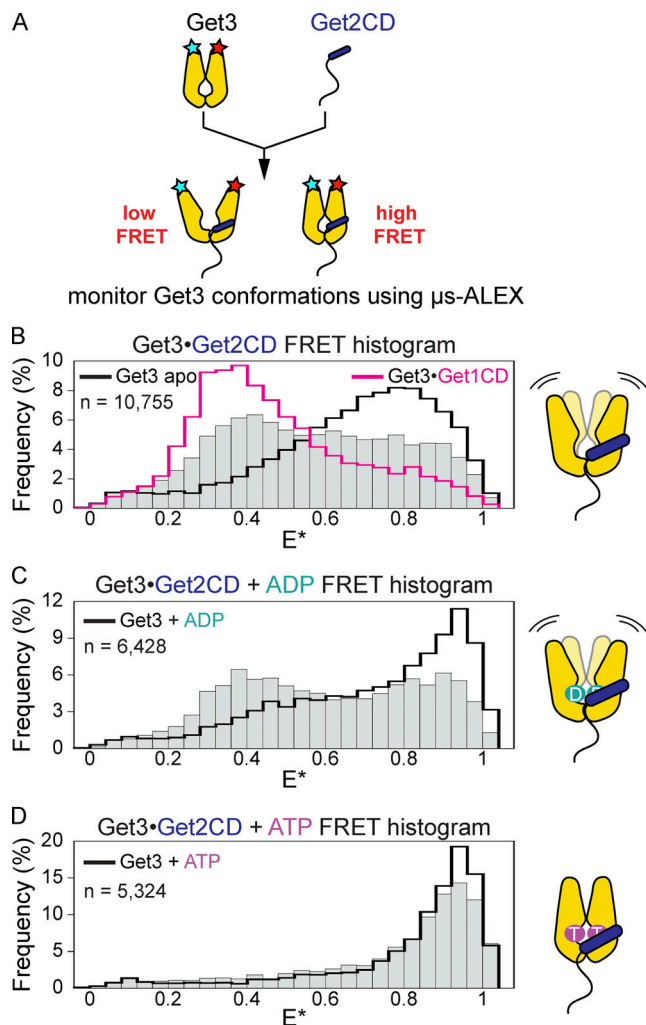 A
Get3
Get2CD
low
FRET
high
FRET
monitor Get3 conformations using µs-ALEX
B
Get3•Get2CD FRET histogram
Frequency (%)
10
8
6
4
2
0
Get3 apo
Get3•Get1CD
n = 10,755
0 0.2 0.4 0.6 0.8 1
E*
C
Get3•Get2CD + ADP FRET histogram
Frequency (%)
12
9
6
3
0
Get3 + ADP
n = 6,428
0 0.2 0.4 0.6 0.8 1
E*
D
D
Get3•Get2CD + ATP FRET histogram
Frequency (%)
20
15
10
5
0
Get3 + ATP
n = 5,324
0 0.2 0.4 0.6 0.8 1
E*
T T